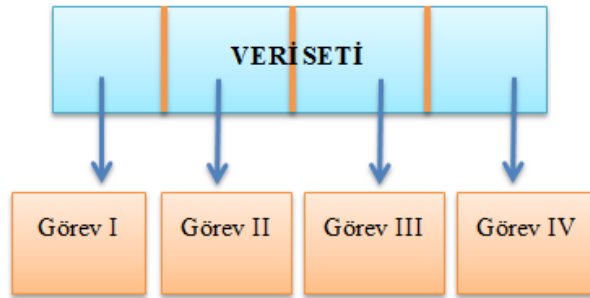 VERİ SETİ
Görev I
Görev II
Görev III
Görev IV